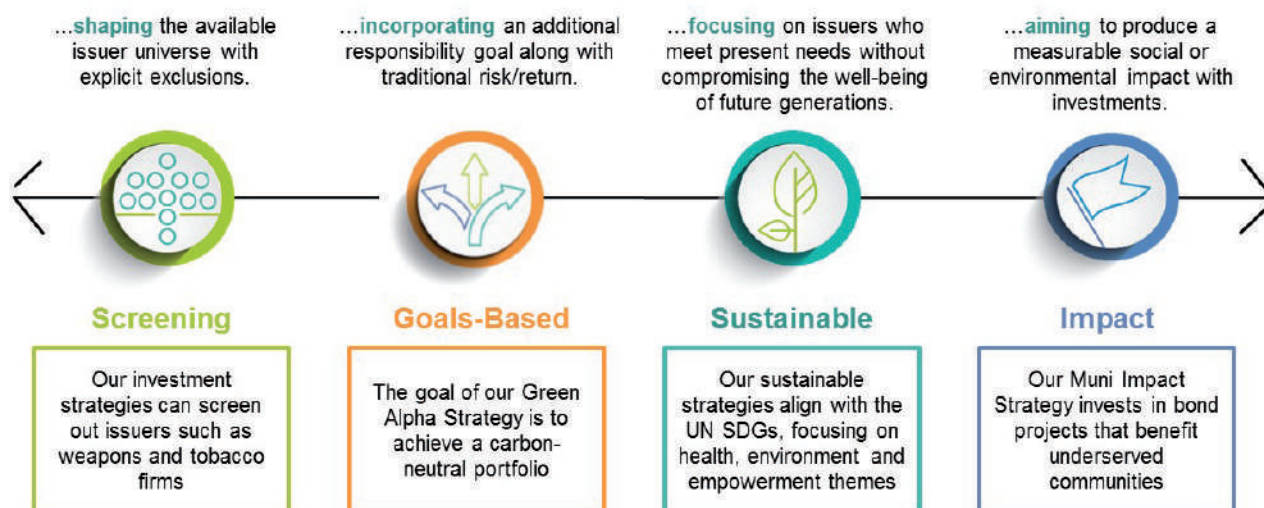 ...shaping the available
issuer universe with
explicit exclusions.
...incorporating an additional
responsibility goal along with
traditional risk/return.
...focusing on issuers who
meet present needs without
compromising the well-being
of future generations.
...aiming to produce a
measurable social or
environmental impact with
investments.
Screening
Goals-Based
Sustainable
Impact
Our investment
strategies can screen
out issuers such as
weapons and tobacco
firms
The goal of our Green
Alpha Strategy is to
achieve a carbon-
neutral portfolio
Our sustainable
strategies align with the
UN SDGs, focusing on
health, environment and
empowerment themes
Our Muni Impact
Strategy invests in bond
projects that benefit
underserved
communities